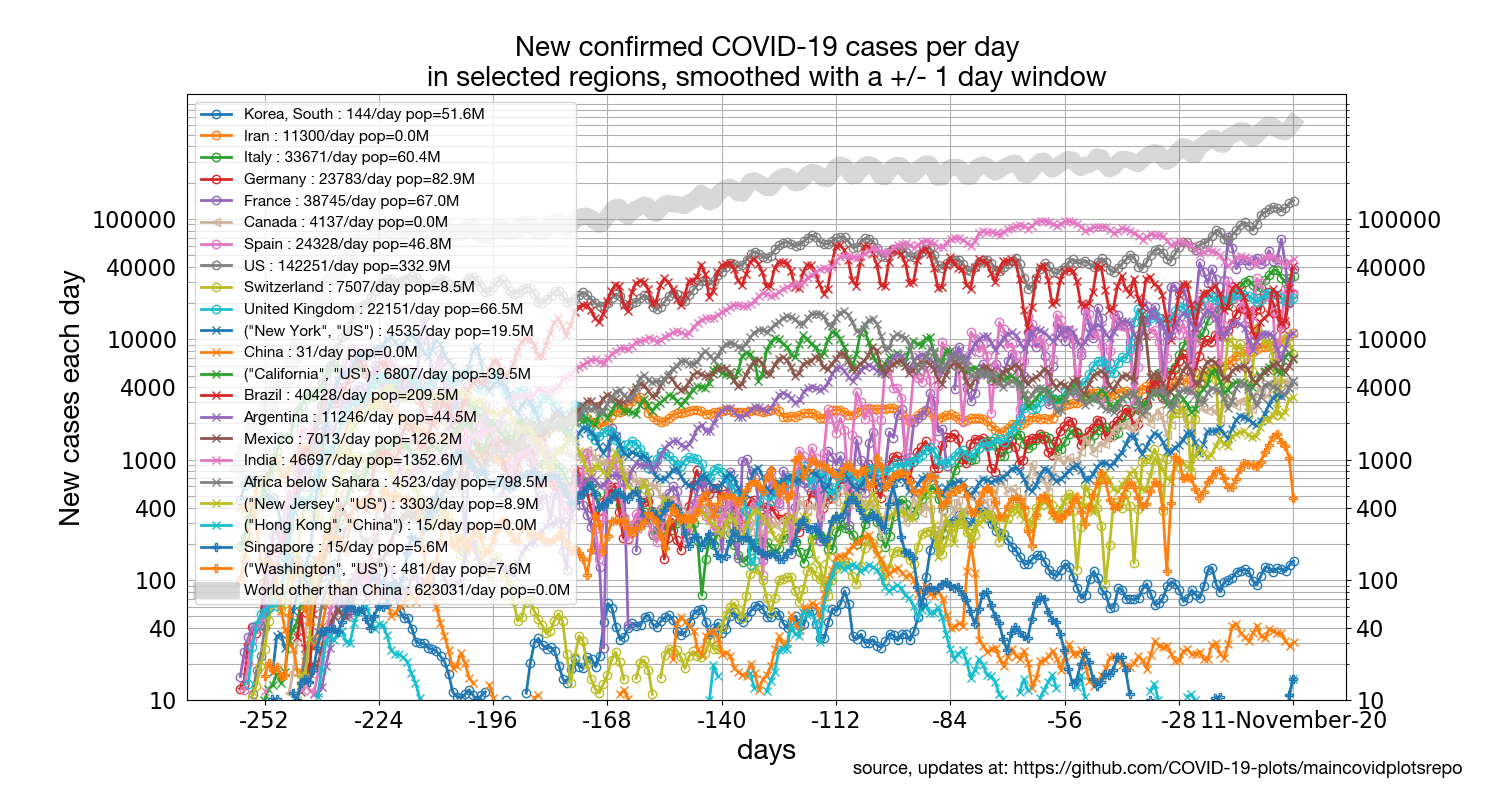 New confirmed COVID-19 cases per day
in selected regions, smoothed with a +/- 1 day window
Korea, South : 144/day pop=51.6M
Iran : 11300/day pop=0.0M
Italy : 33671/day pop=60.4M
Germany : 23783/day pop=82.9M
France : 38745/day pop=67.0M
Canada : 4137/day pop=0.0M
Spain : 24328/day pop=46.8M
US : 142251/day pop=332.9M
Switzerland : 7507/day pop=8.5M
United Kingdom : 22151/day pop=66.5M
("New York", "US") : 4535/day pop=19.5M
China : 31/day pop=0.0M
("California", "US") : 6807/day pop=39.5M
Brazil : 40428/day pop=209.5M
Argentina : 11246/day pop=44.5M
Mexico : 7013/day pop=126.2M
India : 46697/day pop=1352.6M
Africa below Sahara : 4523/day pop=798.5M
("New Jersey", "US") : 3303/day pop=8.9M
("Hong Kong", "China") : 15/day pop=0.0M
Singapore : 15/day pop=5.6M
("Washington", "US") : 481/day pop=7.6M
World other than China : 623031/day pop=0.0M
New cases each day
100000
40000
10000
4000
1000
400
100
40
10
100000
40000
10000
4000
1000
400
100
40
10
-252 -224 -196 -168 -140 -112 -84 -56 -28 11-November-20
days
source, updates at: https://github.com/COVID-19-plots/maincovidplotsrepo